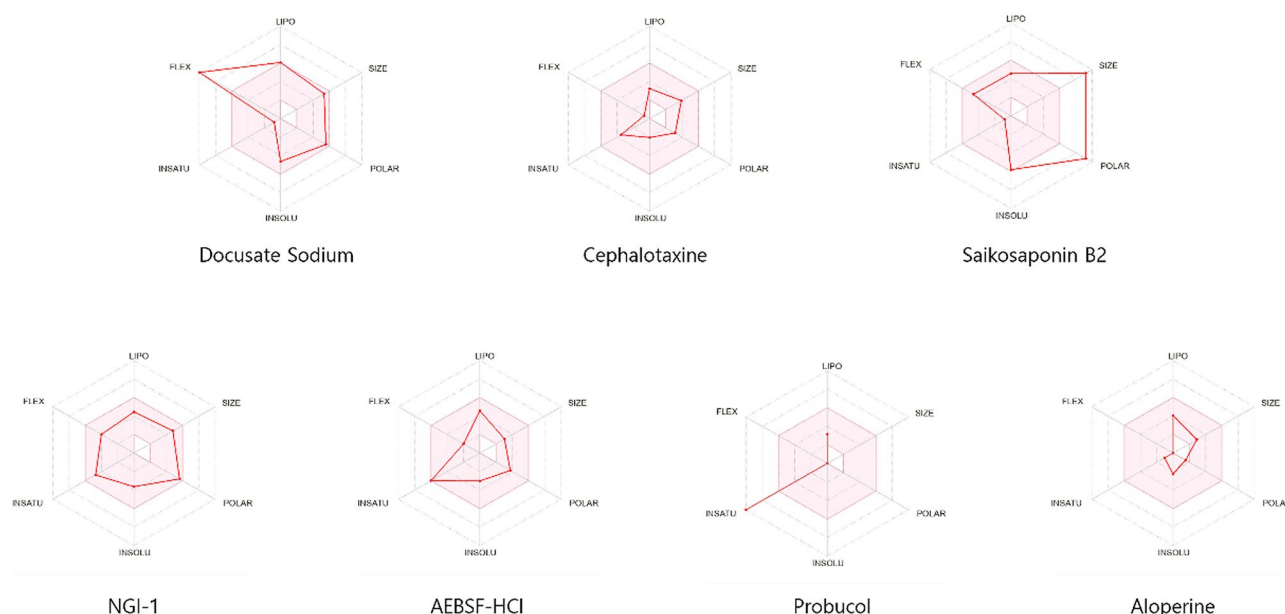 LIPO
FLEX
SIZE
INSATU
POLAR
INSOLU
Docusate Sodium
LIPO
FLEX
SIZE
INSATU
POLAR
INSOLU
Cephalotaxine
LIPO
FLEX
SIZE
INSATU
POLAR
INSOLU
Saikosaponin B2
LIPO
FLEX
SIZE
INSATU
POLAR
INSOLU
NGI-1
LIPO
FLEX
SIZE
INSATU
POLAR
INSOLU
AEBSF-HCl
LIPO
FLEX
SIZE
INSATU
POLAR
INSOLU
Probucol
LIPO
FLEX
SIZE
INSATU
POLA
INSOLU
Aloperine